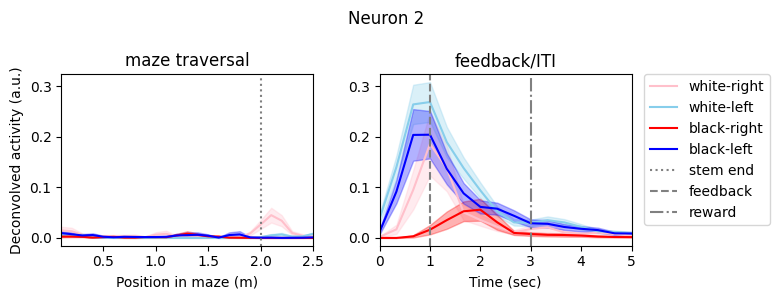 Neuron 2
maze traversal
feedback/ITI
Deconvolved activity (a.u.)
0.3
0.2
0.1
0.0
0.5
1.0
1.5
2.0
2.5
Position in maze (m)
0.3
0.2
0.1
0.0
0
1
2
3
4
5
Time (sec)
white-right
white-left
black-right
black-left
stem end
feedback
reward